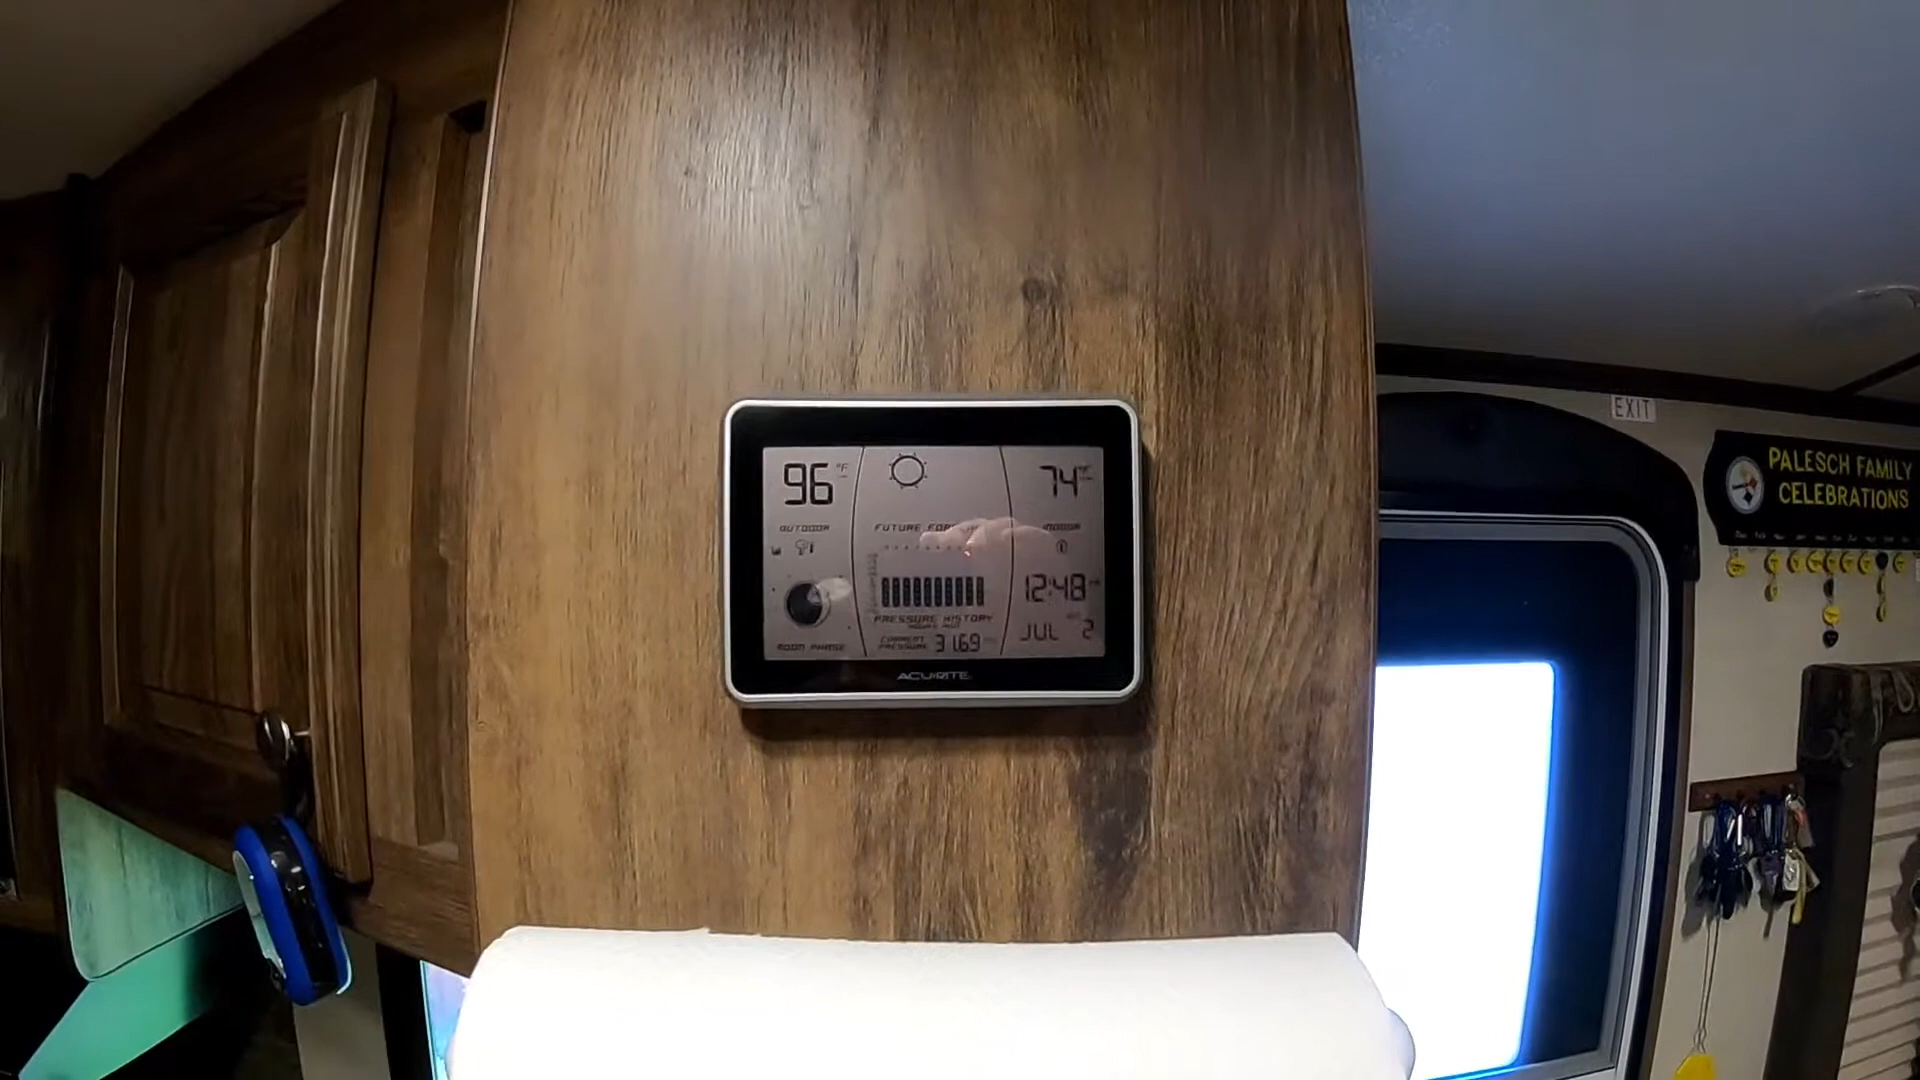 96 °F
OUTDOOR
FUTURE
74 °F
INDOOR
12:48
JUL 2
MOON PHASE
PRESSURE HISTORY
CURRENT
PRESSURE 31.69
ACURITE
EXIT
PALESCH FAMILY
CELEBRATIONS